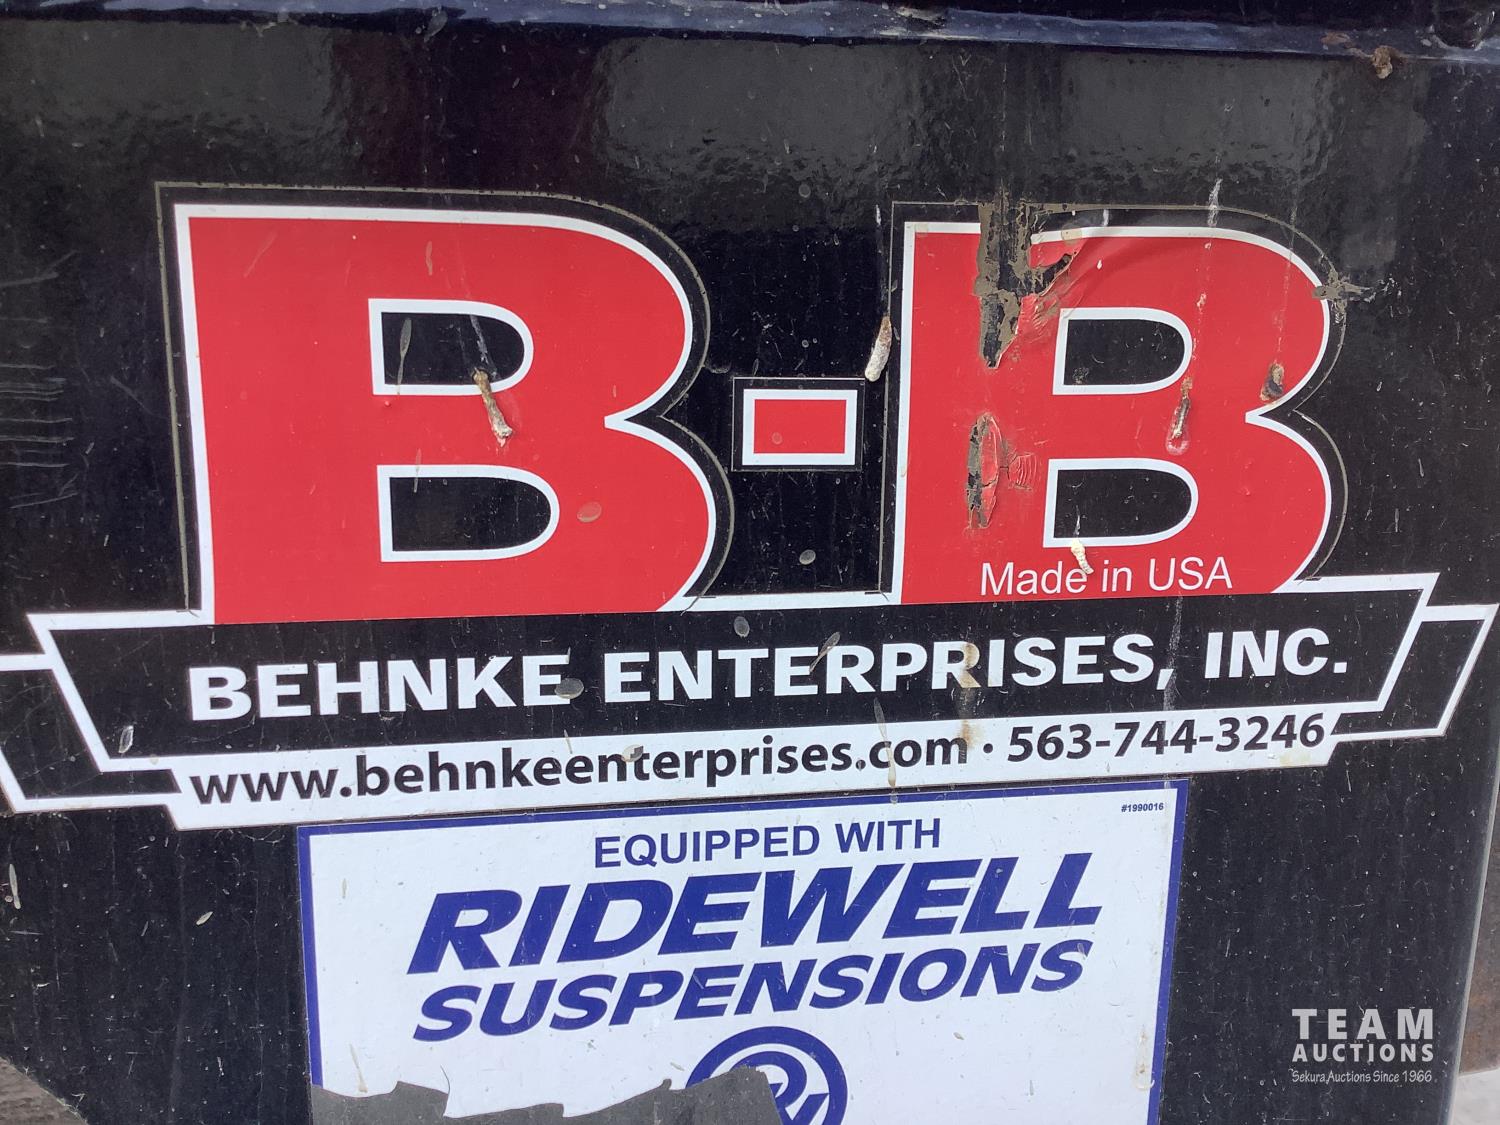 B-B
Made in USA
BEHNKE ENTERPRISES, INC.
www.behnkeenterprises.com · 563-744-3246
#1990016
EQUIPPED WITH
RIDEWELL
SUSPENSIONS
TEAM
AUCTIONS
Sekura Auctions Since 1966